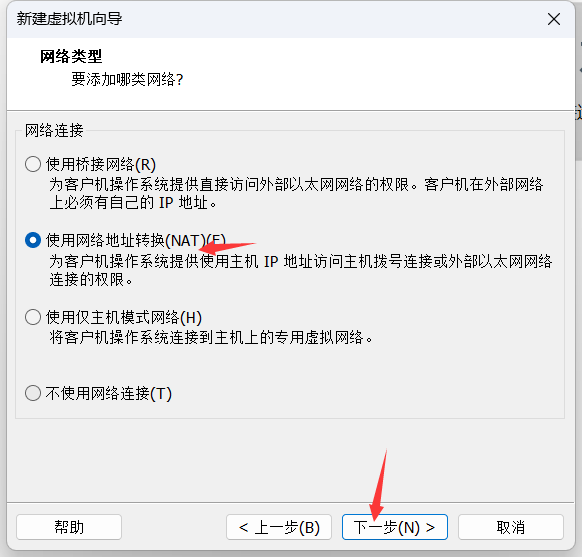 新建虚拟机向导
网络类型
要添加哪类网络?
网络连接
使用桥接网络(R)
为客户机操作系统提供直接访问外部以太网网络的权限。客户机在外部网络
上必须有自己的 IP 地址。
使用网络地址转换(NAT)(E)
为客户机操作系统提供使用主机 IP 地址访问主机拨号连接或外部以太网网络
连接的权限。
使用仅主机模式网络(H)
将客户机操作系统连接到主机上的专用虚拟网络。
不使用网络连接(T)
帮助
< 上一步(B)
下一步(N) >
取消